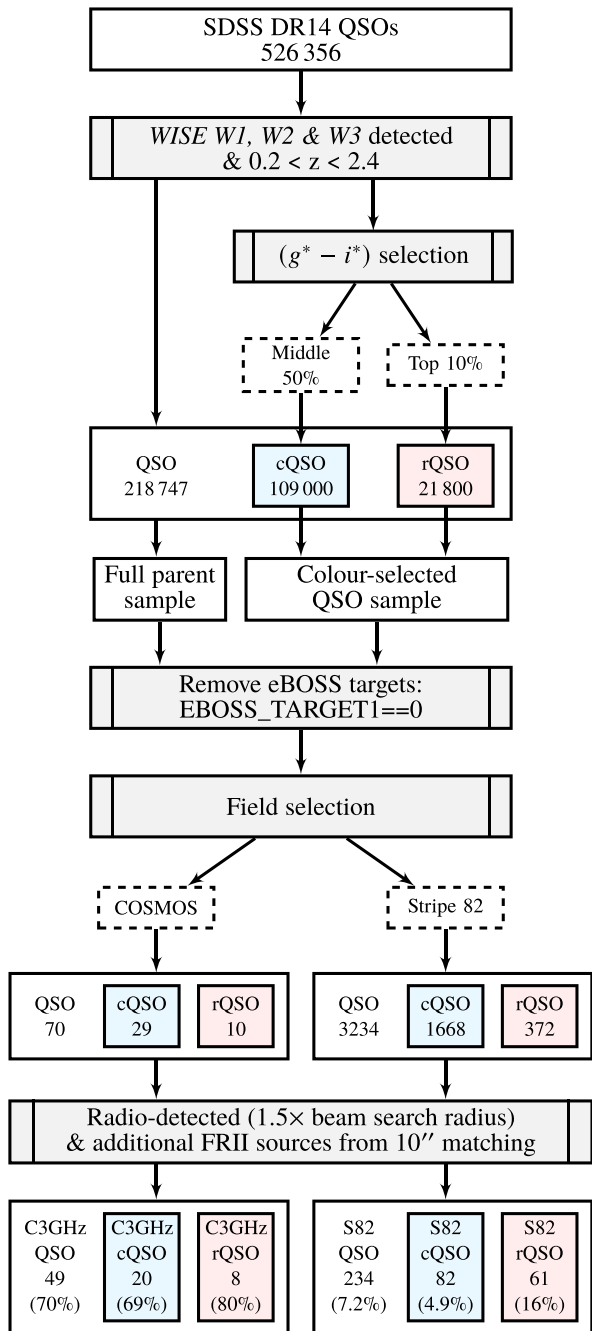 SDSS DR14 QSOs
526 356
WISE W1, W2 & W3 detected
& 0.2 < z < 2.4
(g* − i*) selection
Middle
50%
Top 10%
QSO
218 747
cQSO
109 000
rQSO
21 800
Full parent
sample
Colour-selected
QSO sample
Remove eBOSS targets:
EBOSS_TARGET1==0
Field selection
COSMOS
Stripe 82
QSO
70
cQSO
29
rQSO
10
QSO
3234
cQSO
1668
rQSO
372
Radio-detected (1.5× beam search radius)
& additional FRII sources from 10″ matching
C3GHz
QSO
49
(70%)
C3GHz
cQSO
20
(69%)
C3GHz
rQSO
8
(80%)
S82
QSO
234
(7.2%)
S82
cQSO
82
(4.9%)
S82
rQSO
61
(16%)